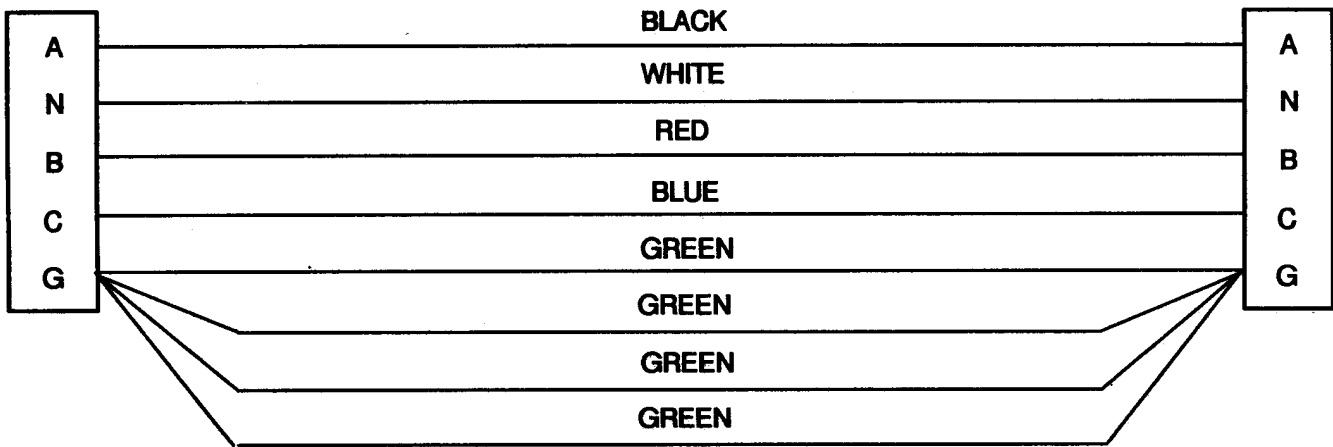 BLACK
A A
WHITE
N N
RED
B B
BLUE
C C
GREEN
G G
GREEN
GREEN
GREEN